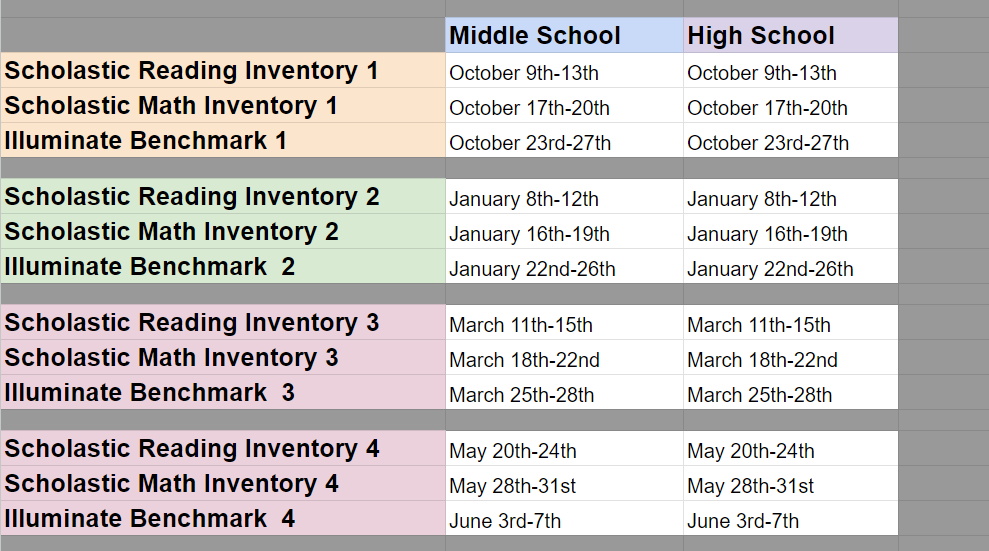 Middle School High School
Scholastic Reading Inventory 1 October 9th-13th October 9th-13th
Scholastic Math Inventory 1 October 17th-20th October 17th-20th
Illuminate Benchmark 1 October 23rd-27th October 23rd-27th
Scholastic Reading Inventory 2 January 8th-12th January 8th-12th
Scholastic Math Inventory 2 January 16th-19th January 16th-19th
Illuminate Benchmark  2 January 22nd-26th January 22nd-26th
Scholastic Reading Inventory 3 March 11th-15th March 11th-15th
Scholastic Math Inventory 3 March 18th-22nd March 18th-22nd
Illuminate Benchmark  3 March 25th-28th March 25th-28th
Scholastic Reading Inventory 4 May 20th-24th May 20th-24th
Scholastic Math Inventory 4 May 28th-31st May 28th-31st
Illuminate Benchmark  4 June 3rd-7th June 3rd-7th